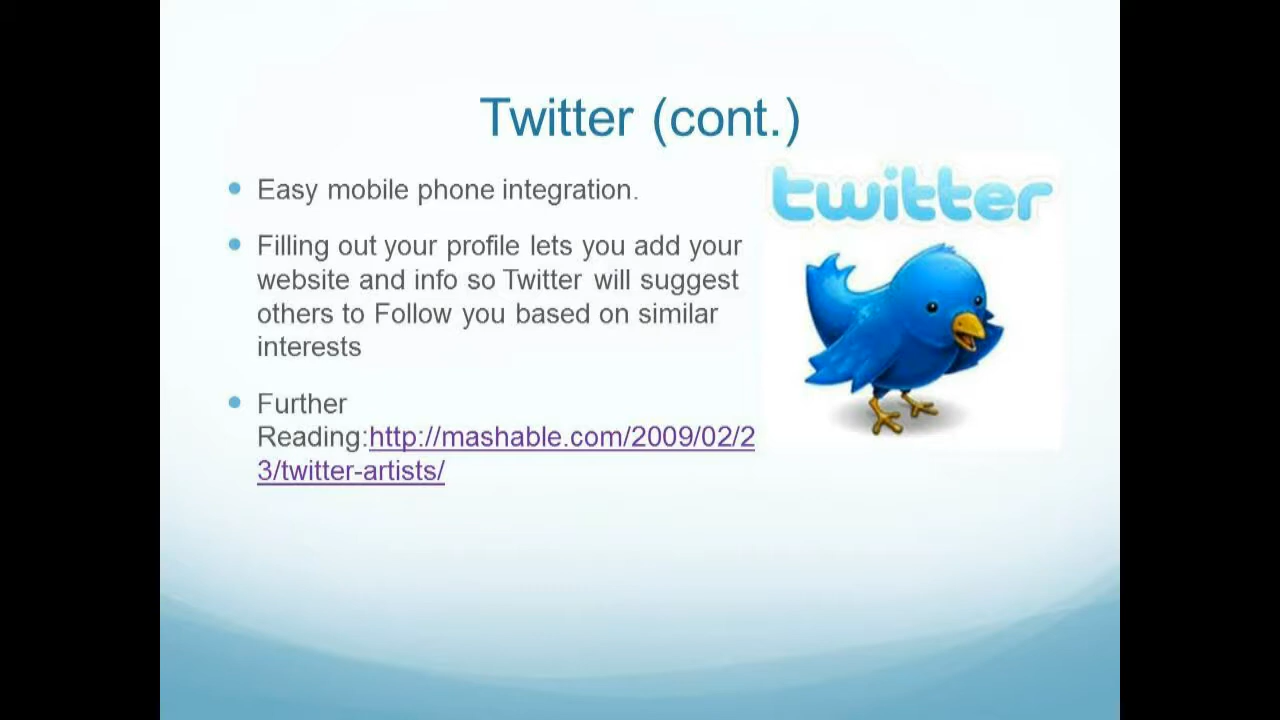 Twitter (cont.)
Easy mobile phone integration.
twitter
Filling out your profile lets you add your
website and info so Twitter will suggest
others to Follow you based on similar
interests
Further
Reading:http://mashable.com/2009/02/2
3/twitter-artists/